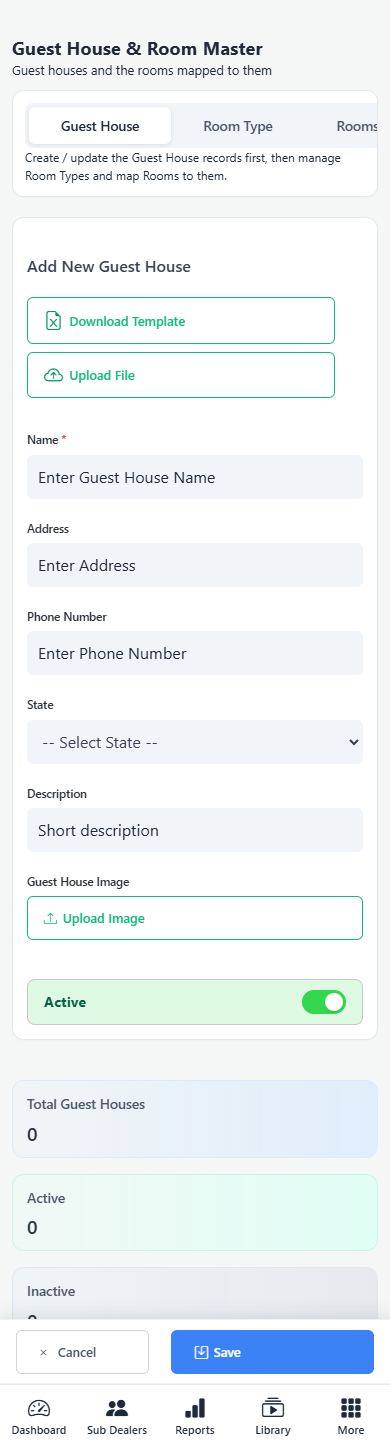 Guest House & Room Master
Guest houses and the rooms mapped to them
Guest House
Room Type
Rooms
Create / update the Guest House records first, then manage
Room Types and map Rooms to them.
Add New Guest House
Download Template
Upload File
Name *
Enter Guest House Name
Address
Enter Address
Phone Number
Enter Phone Number
State
-- Select State --
Description
Short description
Guest House Image
Upload Image
Active
Total Guest Houses
0
Active
0
Inactive
× Cancel
Save
Dashboard
Sub Dealers
Reports
Library
More